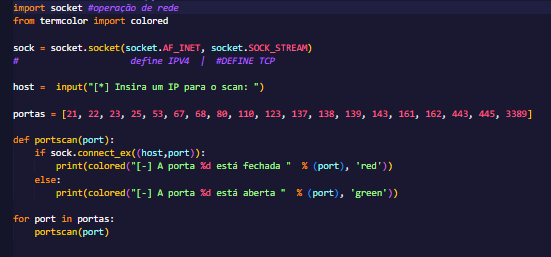 import socket #operação de rede
from termcolor import colored
sock = socket.socket(socket.AF_INET, socket.SOCK_STREAM)
# define IPV4 | #DEFINE TCP
host = input("[*] Insira um IP para o scan: ")
portas = [21, 22, 23, 25, 53, 67, 68, 80, 110, 123, 137, 138, 139, 143, 161, 162, 443, 445, 3389]
def portscan(port):
if sock.connect_ex((host,port)):
print(colored("[-] A porta %d está fechada " % (port), 'red'))
else:
print(colored("[-] A porta %d está aberta " % (port), 'green'))
for port in portas:
portscan(port)